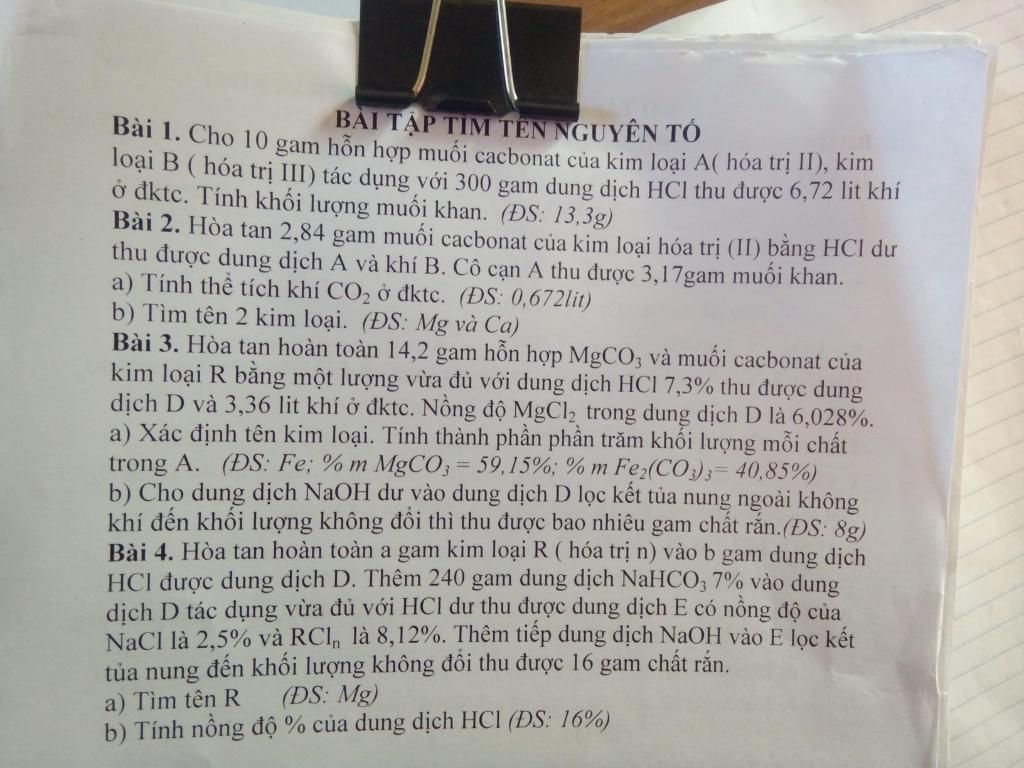 BÀI TẬP TÌM TÊN NGUYÊN TỐ
Bài 1. Cho 10 gam hỗn hợp muối cacbonat của kim loại A( hóa trị II), kim
loại B ( hóa trị III) tác dụng với 300 gam dung dịch HCl thu được 6,72 lit khí
ở đktc. Tính khối lượng muối khan. (ĐS: 13,3g)
Bài 2. Hòa tan 2,84 gam muối cacbonat của kim loại hóa trị (II) bằng HCl dư
thu được dung dịch A và khí B. Cô cạn A thu được 3,17gam muối khan.
a) Tính thể tích khí CO₂ ở đktc. (ĐS: 0,672lit)
b) Tìm tên 2 kim loại. (ĐS: Mg và Ca)
Bài 3. Hòa tan hoàn toàn 14,2 gam hỗn hợp MgCO₃ và muối cacbonat của
kim loại R bằng một lượng vừa đủ với dung dịch HCl 7,3% thu được dung
dịch D và 3,36 lit khí ở đktc. Nồng độ MgCl₂ trong dung dịch D là 6,028%.
a) Xác định tên kim loại. Tính thành phần phần trăm khối lượng mỗi chất
trong A. (ĐS: Fe; % m MgCO₃ = 59,15%; % m Fe₂(CO₃)₃= 40,85%)
b) Cho dung dịch NaOH dư vào dung dịch D lọc kết tủa nung ngoài không
khí đến khối lượng không đổi thì thu được bao nhiêu gam chất rắn.(ĐS: 8g)
Bài 4. Hòa tan hoàn toàn a gam kim loại R ( hóa trị n) vào b gam dung dịch
HCl được dung dịch D. Thêm 240 gam dung dịch NaHCO₃ 7% vào dung
dịch D tác dụng vừa đủ với HCl dư thu được dung dịch E có nồng độ của
NaCl là 2,5% và RClₙ là 8,12%. Thêm tiếp dung dịch NaOH vào E lọc kết
tủa nung đến khối lượng không đổi thu được 16 gam chất rắn.
a) Tìm tên R (ĐS: Mg)
b) Tính nồng độ % của dung dịch HCl (ĐS: 16%)